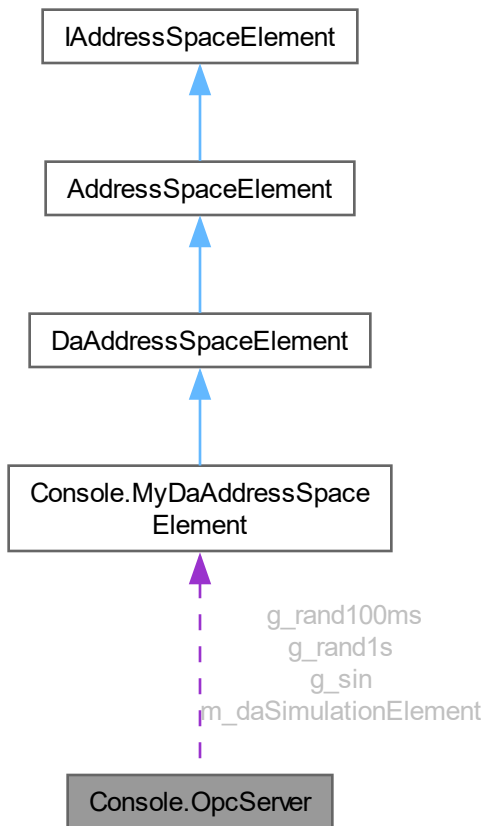 IAddressSpaceElement
AddressSpaceElement
DaAddressSpaceElement
Console.MyDaAddressSpace
Element
g_rand100ms
g_rand1s
g_sin
m_daSimulationElement
Console.OpcServer